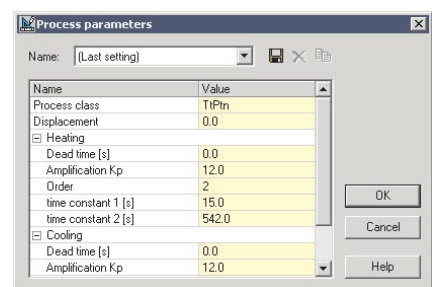 Process parameters
Name: (Last setting)
Name Value
Process class TtPtn
Displacement 0.0
Heating
Dead time [s] 0.0
Amplification Kp 12.0
Order 2
time constant 1 [s] 15.0
time constant 2 [s] 542.0
Cooling
Dead time [s] 0.0
Amplification Kp 12.0
OK
Cancel
Help